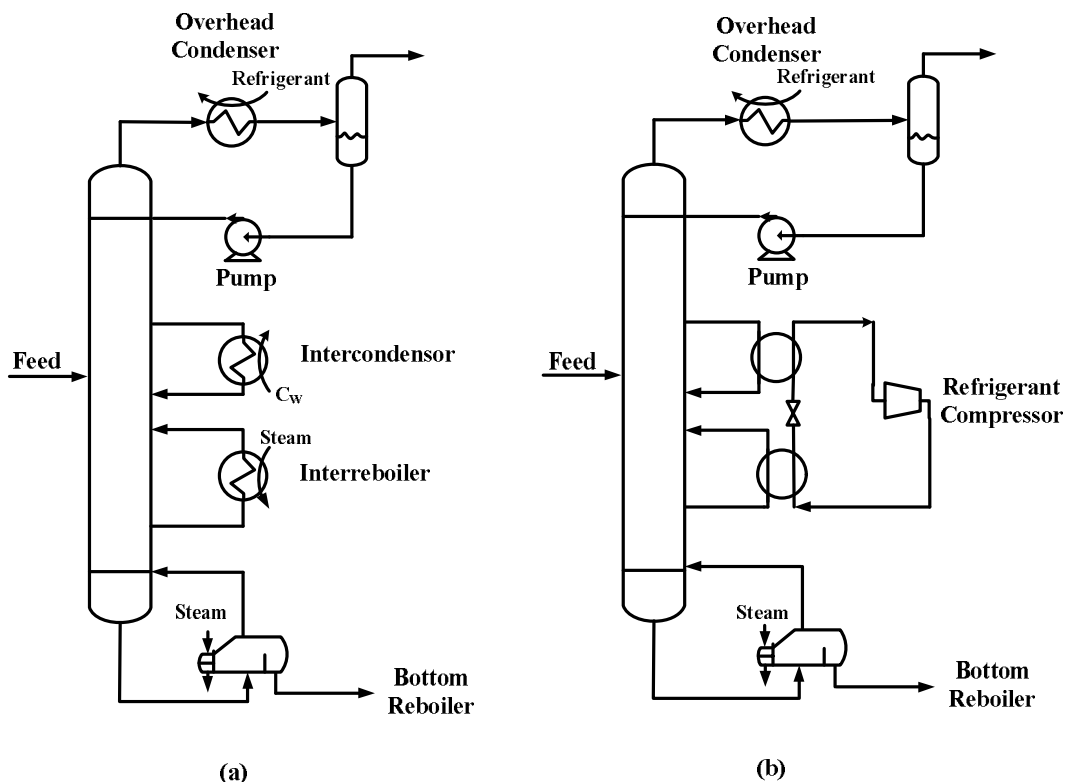 Overhead
Condenser
Refrigerant
Pump
Feed
Intercondensor
Cw
Steam
Interreboiler
Steam
Bottom
Reboiler
(a)
Overhead
Condenser
Refrigerant
Pump
Feed
Refrigerant
Compressor
Steam
Bottom
Reboiler
(b)